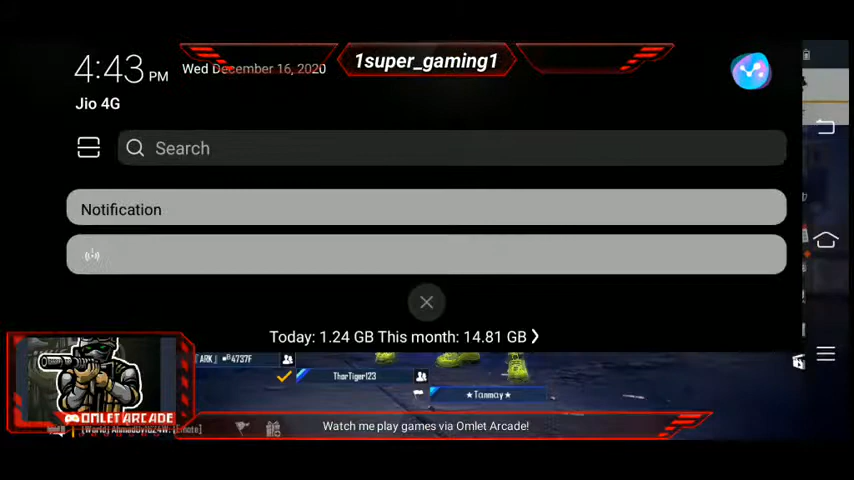 4:43 PM
Wed December 16, 2020
1super_gaming1
Jio 4G
Search
Notification
Today: 1.24 GB This month: 14.81 GB
ThorTiger123
★Tanmay★
OMLET ARCADE
Watch me play games via Omlet Arcade!